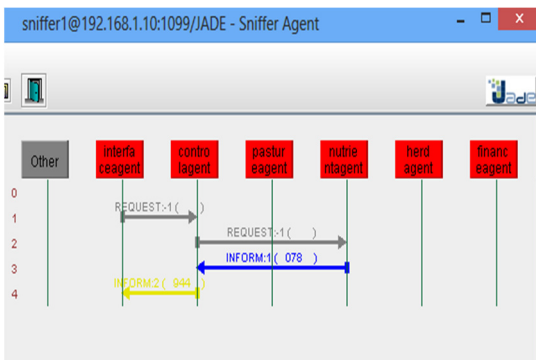 sniffer1@192.168.1.10:1099/JADE - Sniffer Agent
Jade
Other
interfa
ceagent
contro
lagent
pastur
eagent
nutrie
ntagent
herd
agent
financ
eagent
0
1
2
3
4
REQUEST:-1 ( )
REQUEST:-1 ( )
INFORM:1 ( 078 )
INFORM:2 ( 944 )